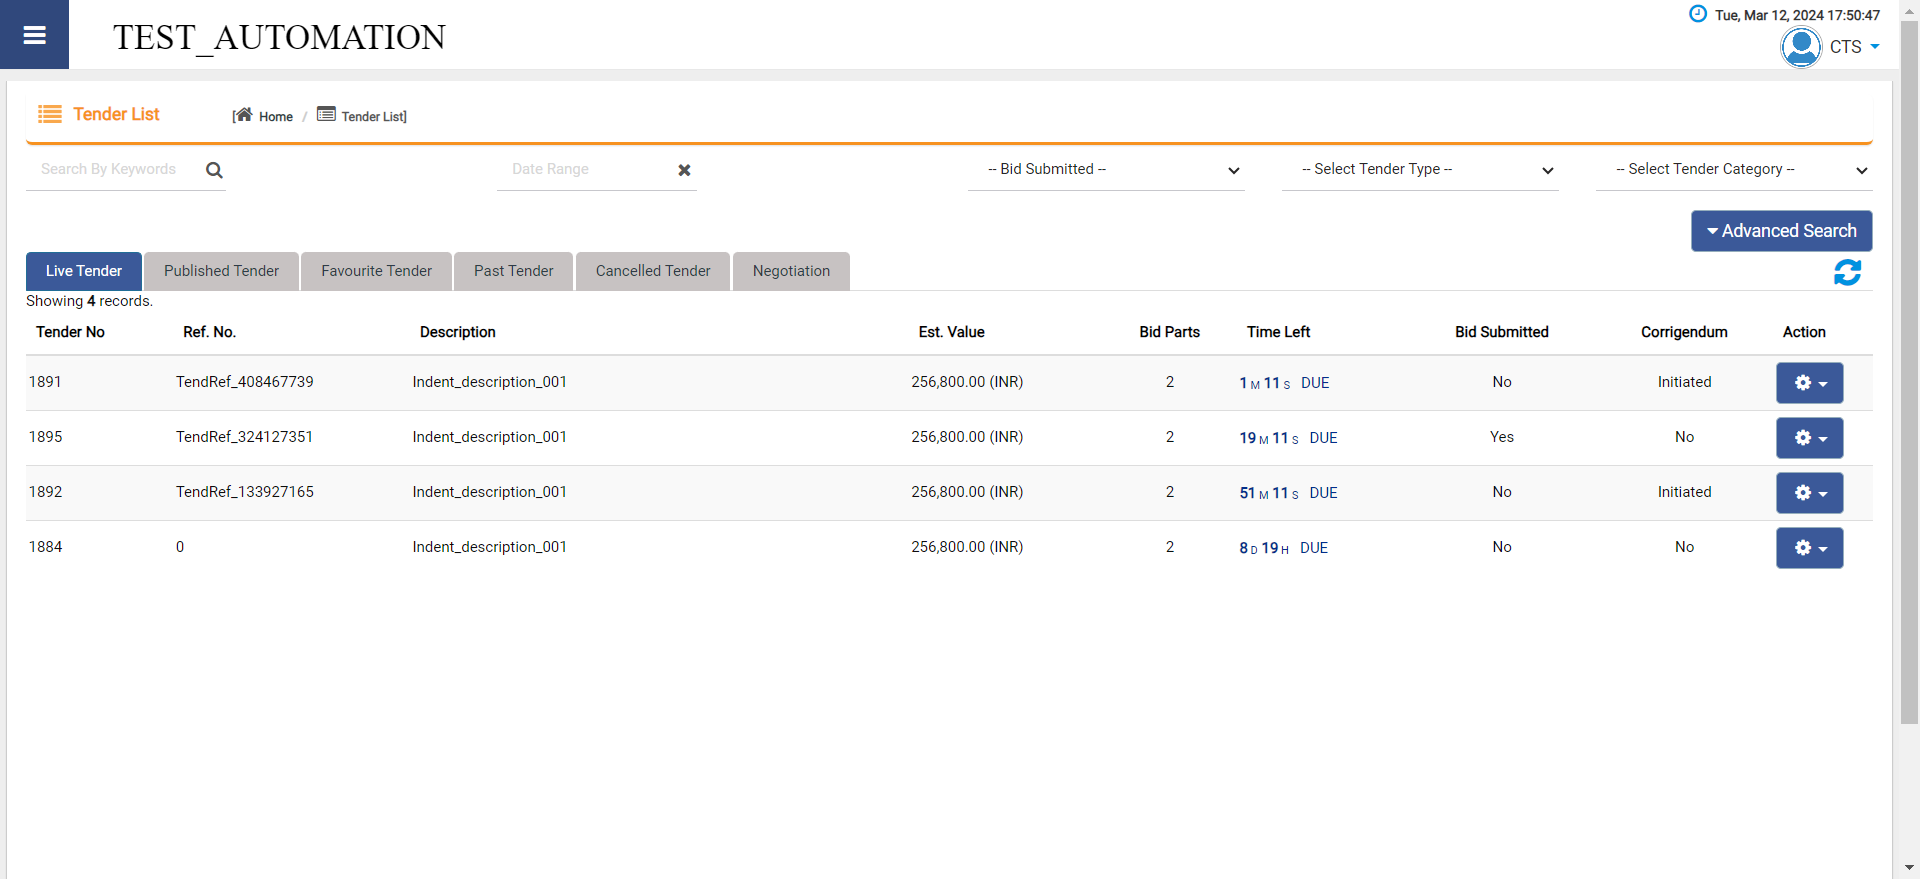 TEST_AUTOMATION
Tue, Mar 12, 2024 17:50:47
CTS
Tender List
[Home / Tender List]
Search By Keywords
Date Range
-- Bid Submitted --
-- Select Tender Type --
-- Select Tender Category --
Advanced Search
Live Tender Published Tender Favourite Tender Past Tender Cancelled Tender Negotiation
Showing 4 records.
Tender No Ref. No. Description Est. Value Bid Parts Time Left Bid Submitted Corrigendum Action
1891 TendRef_408467739 Indent_description_001 256,800.00 (INR) 2 1 M 11 S DUE No Initiated
1895 TendRef_324127351 Indent_description_001 256,800.00 (INR) 2 19 M 11 S DUE Yes No
1892 TendRef_133927165 Indent_description_001 256,800.00 (INR) 2 51 M 11 S DUE No Initiated
1884 0 Indent_description_001 256,800.00 (INR) 2 8 D 19 H DUE No No